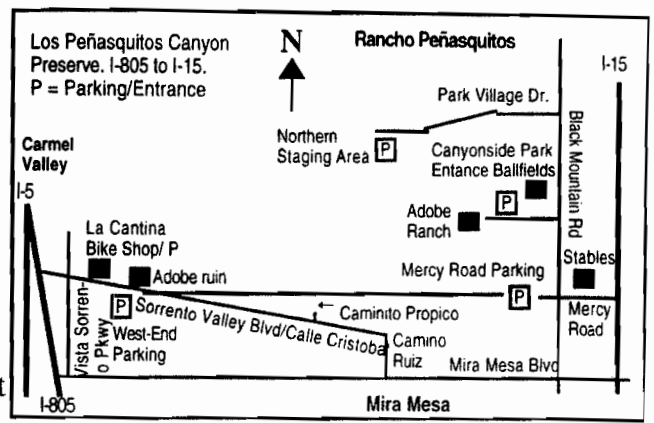 Los Peñasquitos Canyon
Preserve. I-805 to I-15.
P = Parking/Entrance
N
Rancho Peñasquitos
I-15
Park Village Dr.
Northern
Staging Area P
Black Mountain Rd
Canyonside Park
Entance Ballfields
P
Adobe
Ranch
Carmel
Valley
I-5
La Cantina
Bike Shop/ P
Adobe ruin
Stables
Mercy Road Parking
P
Mercy
Road
Vista Sorren-
o Pkwy
P
West-End
Parking
Sorrento Valley Blvd/Calle Cristoba
← Caminito Propico
Camino
Ruiz
Mira Mesa Blvd
I-805
Mira Mesa